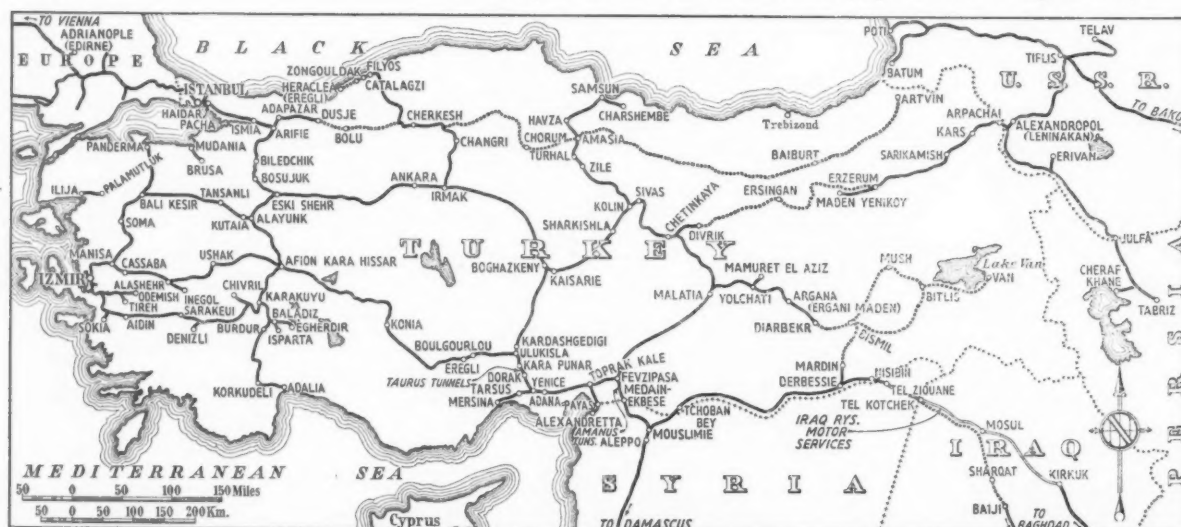 TO VIENNA
ADRIANOPLE
(EDIRNE)
EUROPE
BLACK SEA
ISTANBUL
HAIDAR
PACHA
ISMIA
ADAPAZAR
ARIFIE
DUSJE
BOLU
ZONGOULDAK
HERACLEA
(EREGLI)
FILYOS
CATALAGZI
CHERKESH
CHANGRI
SAMSUN
CHARSHEMBE
HAVZA
CHORUM
AMASIA
TURHAL
ZILE
Trebizond
POTI
BATUM
ARTVIN
TELAV
TIFLIS
U.S.S.R.
TO BAKU
ARPACHAI
ALEXANDROPOL
(LENINAKAN)
KARS
SARIKAMISH
ERIVAN
BAIBURT
ERZERUM
ERSINGAN
MADEN YENIKOY
PANDERMA
MUDANIA
BRUSA
BILEDCHIK
BOSUJUK
ILIJA
PALAMUTLUK
BALI KESIR
TANSANLI
ESKI SHEHR
ANKARA
IRMAK
SIVAS
KOLIN
CHETINKAYA
DIVRIK
SHARKISHLA
SOMA
KUTAIA
ALAYUNK
TURKEY
MANISA
CASSABA
USHAK
AFION KARA HISSAR
IZMIR
ALASHEHR
ODEMISH
INEGOL
TIREH
SARAKEUI
CHIVRIL
KARAKUYU
BALADIZ
EGHERDIR
SOKIA
AIDIN
DENIZLI
BURDUR
ISPARTA
KONIA
BOGHAZKENY
KAISARIE
MALATIA
MAMURET EL AZIZ
YOLCHATI
ARGANA
(ERGANI MADEN)
DIARBEKR
MUSH
BITLIS
Lake Van
VAN
JULFA
CHERAF
KHANE
TABRIZ
PERSIA
BISMIL
MARDIN
DERBESSIE
NISIBIN
TEL ZIOUANE
TEL KOTCHEK
BOULGOURLOU
EREGLI
KARDASHGEDIGI
ULUKISLA
KARA PUNAR
TAURUS TUNNELS
DORAK
TARSUS
MERSINA
YENICE
ADANA
TOPRAK KALE
FEVZIPASA
MEDAIN-
EKBESE
PAYAS
ALEXANDRETTA
(AMANUS
TUNS.)
ALEPPO
TCHOBAN
BEY
MOUSLIMIE
KORKUDELI
ADALIA
IRAQ RYS.
MOTOR
SERVICES
MOSUL
IRAQ
SHARQAT
KIRKUK
BAIJI
TO
BAGHDAD
MEDITERRANEAN SEA
50 0 50 100 150 Miles
50 0 50 100 150 200 Km.
Cyprus
SYRIA
TO DAMASCUS